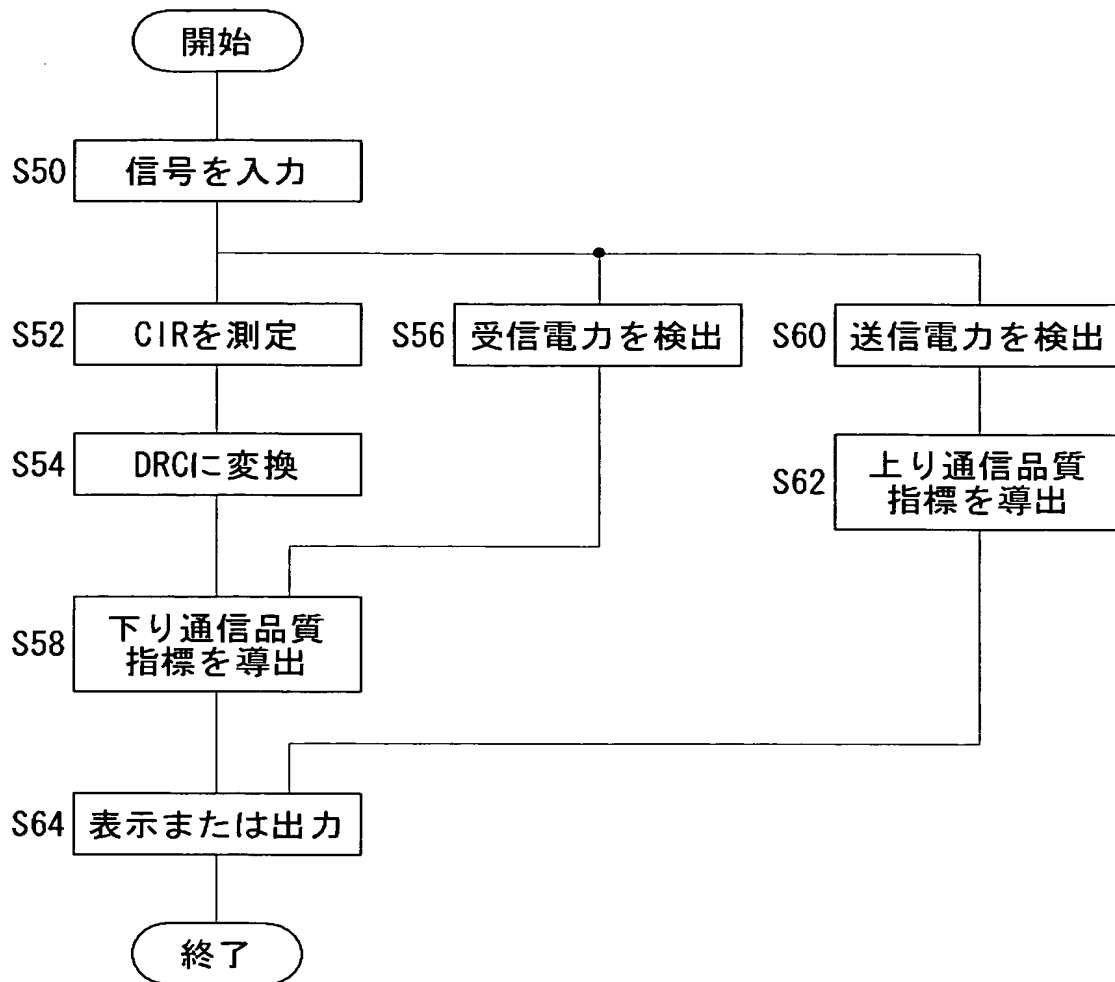 開始
S50 信号を入力
S52 CIRを測定
S56 受信電力を検出
S60 送信電力を検出
S54 DRCに変換
S62 上り通信品質
指標を導出
S58 下り通信品質
指標を導出
S64 表示または出力
終了